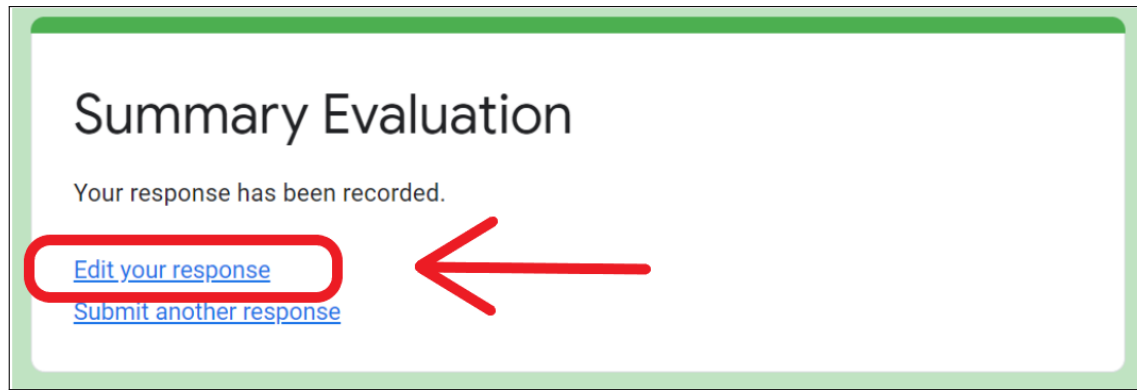 Summary Evaluation
Your response has been recorded.
Edit your response
Submit another response